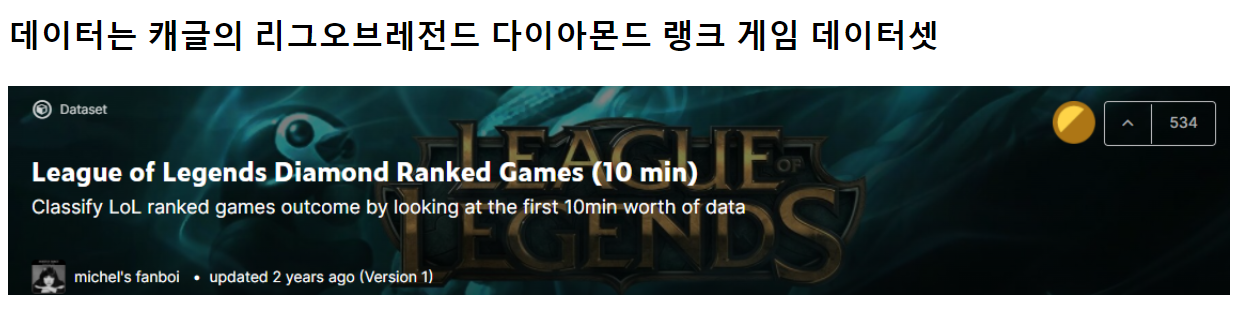 데이터는 캐글의 리그오브레전드 다이아몬드 랭크 게임 데이터셋
Dataset
534
LEAGUE OF
LEGENDS
League of Legends Diamond Ranked Games (10 min)
Classify LoL ranked games outcome by looking at the first 10min worth of data
michel's fanboi • updated 2 years ago (Version 1)